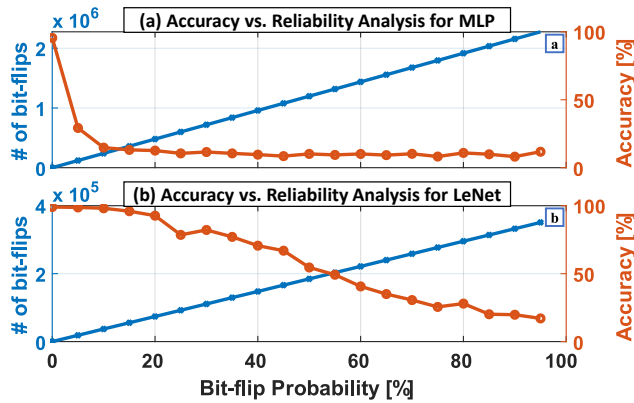 (a) Accuracy vs. Reliability Analysis for MLP
x 10^6
a
# of bit-flips
2
1
0
Accuracy [%]
100
50
0
(b) Accuracy vs. Reliability Analysis for LeNet
x 10^5
b
# of bit-flips
4
2
0
Accuracy [%]
100
50
0
0 20 40 60 80 100
Bit-flip Probability [%]